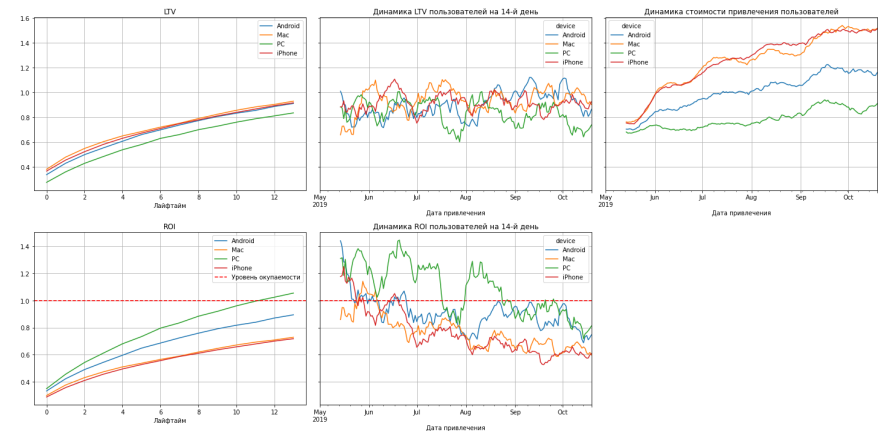 LTV
Динамика LTV пользователей на 14-й день
Динамика стоимости привлечения пользователей
1.6
1.4
1.2
1.0
0.8
0.6
0.4
Android
Mac
PC
iPhone
device
Android
Mac
PC
iPhone
device
Android
Mac
PC
iPhone
0
2
4
6
8
10
12
Лайфтайм
May
2019
Jun
Jul
Aug
Sep
Oct
Дата привлечения
May
2019
Jun
Jul
Aug
Sep
Oct
Дата привлечения
ROI
Динамика ROI пользователей на 14-й день
1.4
1.2
1.0
0.8
0.6
0.4
Android
Mac
PC
iPhone
Уровень окупаемости
device
Android
Mac
PC
iPhone
0
2
4
6
8
10
12
Лайфтайм
May
2019
Jun
Jul
Aug
Sep
Oct
Дата привлечения